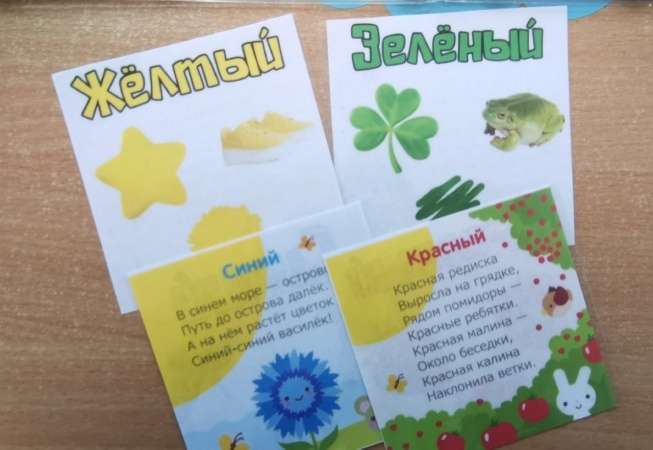 Жёлтый
Зелёный
Синий
В синем море — остров
Путь до острова далёк.
А на нём растёт цветок
Синий-синий василёк!
Красный
Красная редиска
Выросла на грядке,
Рядом помидоры —
Красные ребятки.
Красная малина —
Около беседки,
Красная калина
Наклонила ветки.